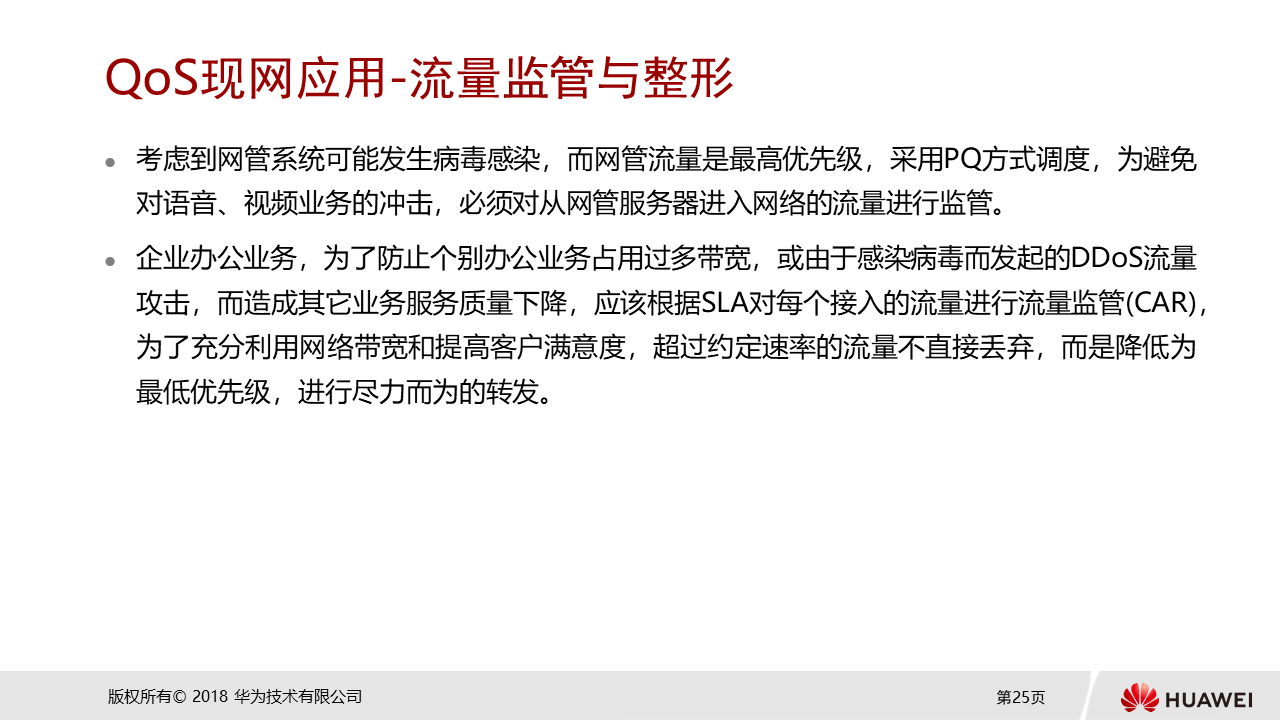 QoS现网应用-流量监管与整形
考虑到网管系统可能发生病毒感染，而网管流量是最高优先级，采用PQ方式调度，为避免
对语音、视频业务的冲击，必须对从网管服务器进入网络的流量进行监管。
企业办公业务，为了防止个别办公业务占用过多带宽，或由于感染病毒而发起的DDoS流量
攻击，而造成其它业务服务质量下降，应该根据SLA对每个接入的流量进行流量监管(CAR)，
为了充分利用网络带宽和提高客户满意度，超过约定速率的流量不直接丢弃，而是降低为
最低优先级，进行尽力而为的转发。
版权所有© 2018 华为技术有限公司
第25页
HUAWEI